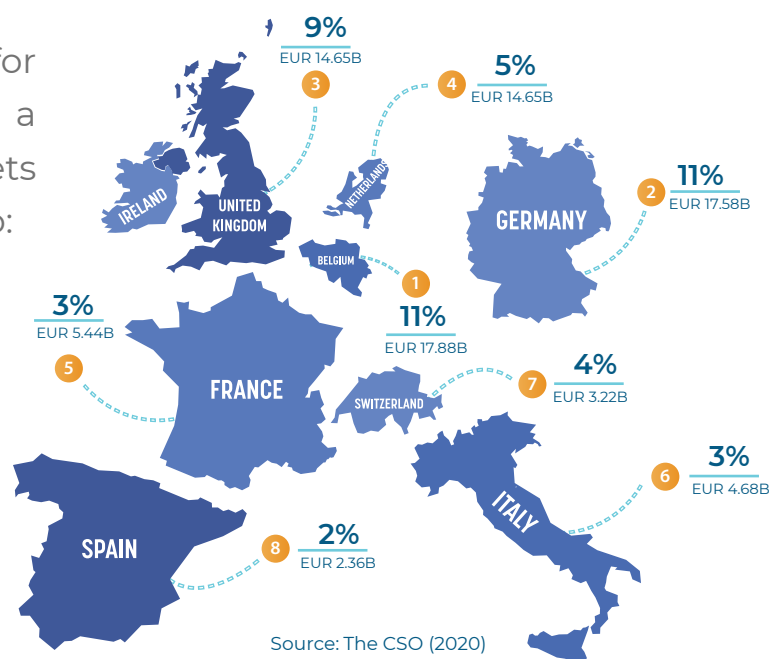 for
a
ets
o:
9%
EUR 14.65B
3
5%
EUR 14.65B
4
11%
EUR 17.58B
2
IRELAND
UNITED
KINGDOM
NETHERLANDS
GERMANY
BELGIUM
1
11%
EUR 17.88B
3%
EUR 5.44B
5
FRANCE
SWITZERLAND
7
4%
EUR 3.22B
ITALY
6
3%
EUR 4.68B
SPAIN
8
2%
EUR 2.36B
Source: The CSO (2020)